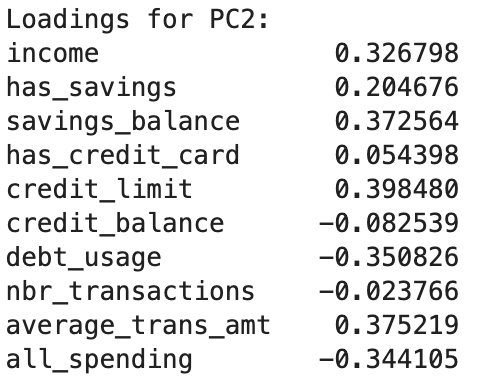 Loadings for PC2:
income 0.326798
has_savings 0.204676
savings_balance 0.372564
has_credit_card 0.054398
credit_limit 0.398480
credit_balance -0.082539
debt_usage -0.350826
nbr_transactions -0.023766
average_trans_amt 0.375219
all_spending -0.344105